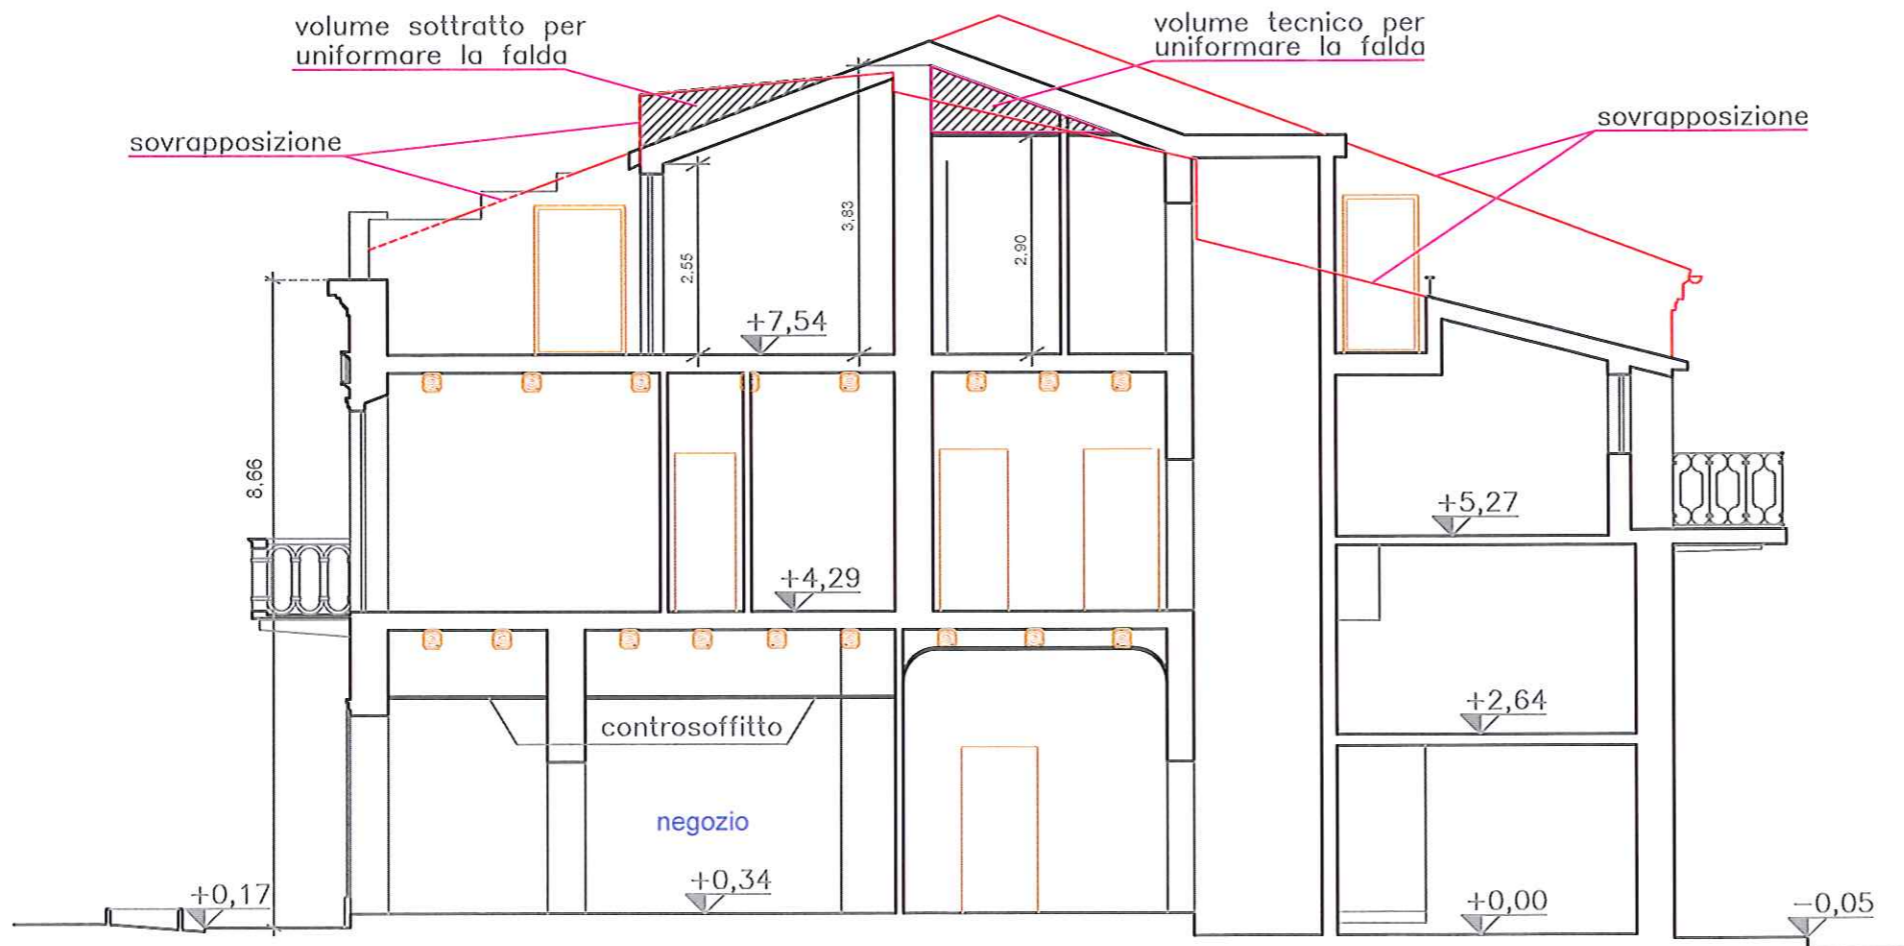 volume sottratto per
uniformare la falda
volume tecnico per
uniformare la falda
sovrapposizione
sovrapposizione
3.83
2.55
2.90
+7,54
8.66
+5,27
+4,29
+2,64
controsoffitto
negozio
+0,34
+0,17
+0,00
-0,05